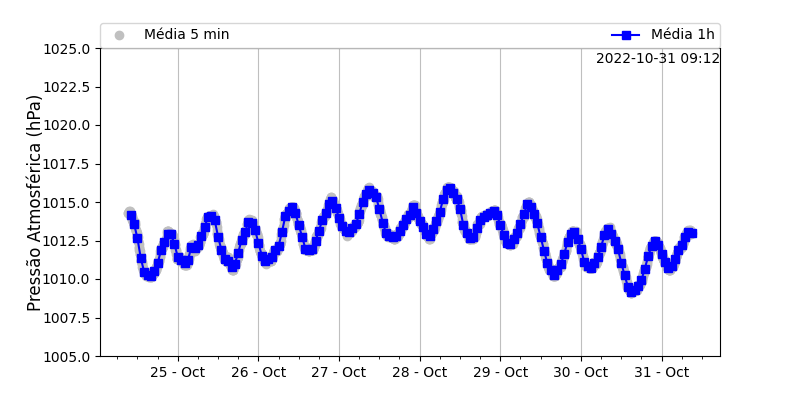 Média 5 min
Média 1h
2022-10-31 09:12
Pressão Atmosférica (hPa)
1025.0
1022.5
1020.0
1017.5
1015.0
1012.5
1010.0
1007.5
1005.0
25 - Oct
26 - Oct
27 - Oct
28 - Oct
29 - Oct
30 - Oct
31 - Oct